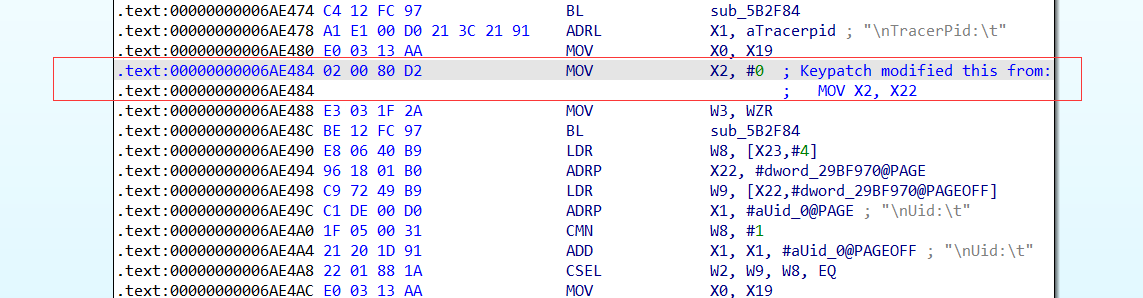 .text:00000000006AE474 C4 12 FC 97 BL sub_5B2F84
.text:00000000006AE478 A1 E1 00 D0 21 3C 21 91 ADRL X1, aTracerpid ; "\nTracerPid:\t"
.text:00000000006AE480 E0 03 13 AA MOV X0, X19
.text:00000000006AE484 02 00 80 D2 MOV X2, #0 ; Keypatch modified this from:
.text:00000000006AE484 ; MOV X2, X22
.text:00000000006AE488 E3 03 1F 2A MOV W3, WZR
.text:00000000006AE48C BE 12 FC 97 BL sub_5B2F84
.text:00000000006AE490 E8 06 40 B9 LDR W8, [X23,#4]
.text:00000000006AE494 96 18 01 B0 ADRP X22, #dword_29BF970@PAGE
.text:00000000006AE498 C9 72 49 B9 LDR W9, [X22,#dword_29BF970@PAGEOFF]
.text:00000000006AE49C C1 DE 00 D0 ADRP X1, #aUid_0@PAGE ; "\nUid:\t"
.text:00000000006AE4A0 1F 05 00 31 CMN W8, #1
.text:00000000006AE4A4 21 20 1D 91 ADD X1, X1, #aUid_0@PAGEOFF ; "\nUid:\t"
.text:00000000006AE4A8 22 01 88 1A CSEL W2, W9, W8, EQ
.text:00000000006AE4AC E0 03 13 AA MOV X0, X19